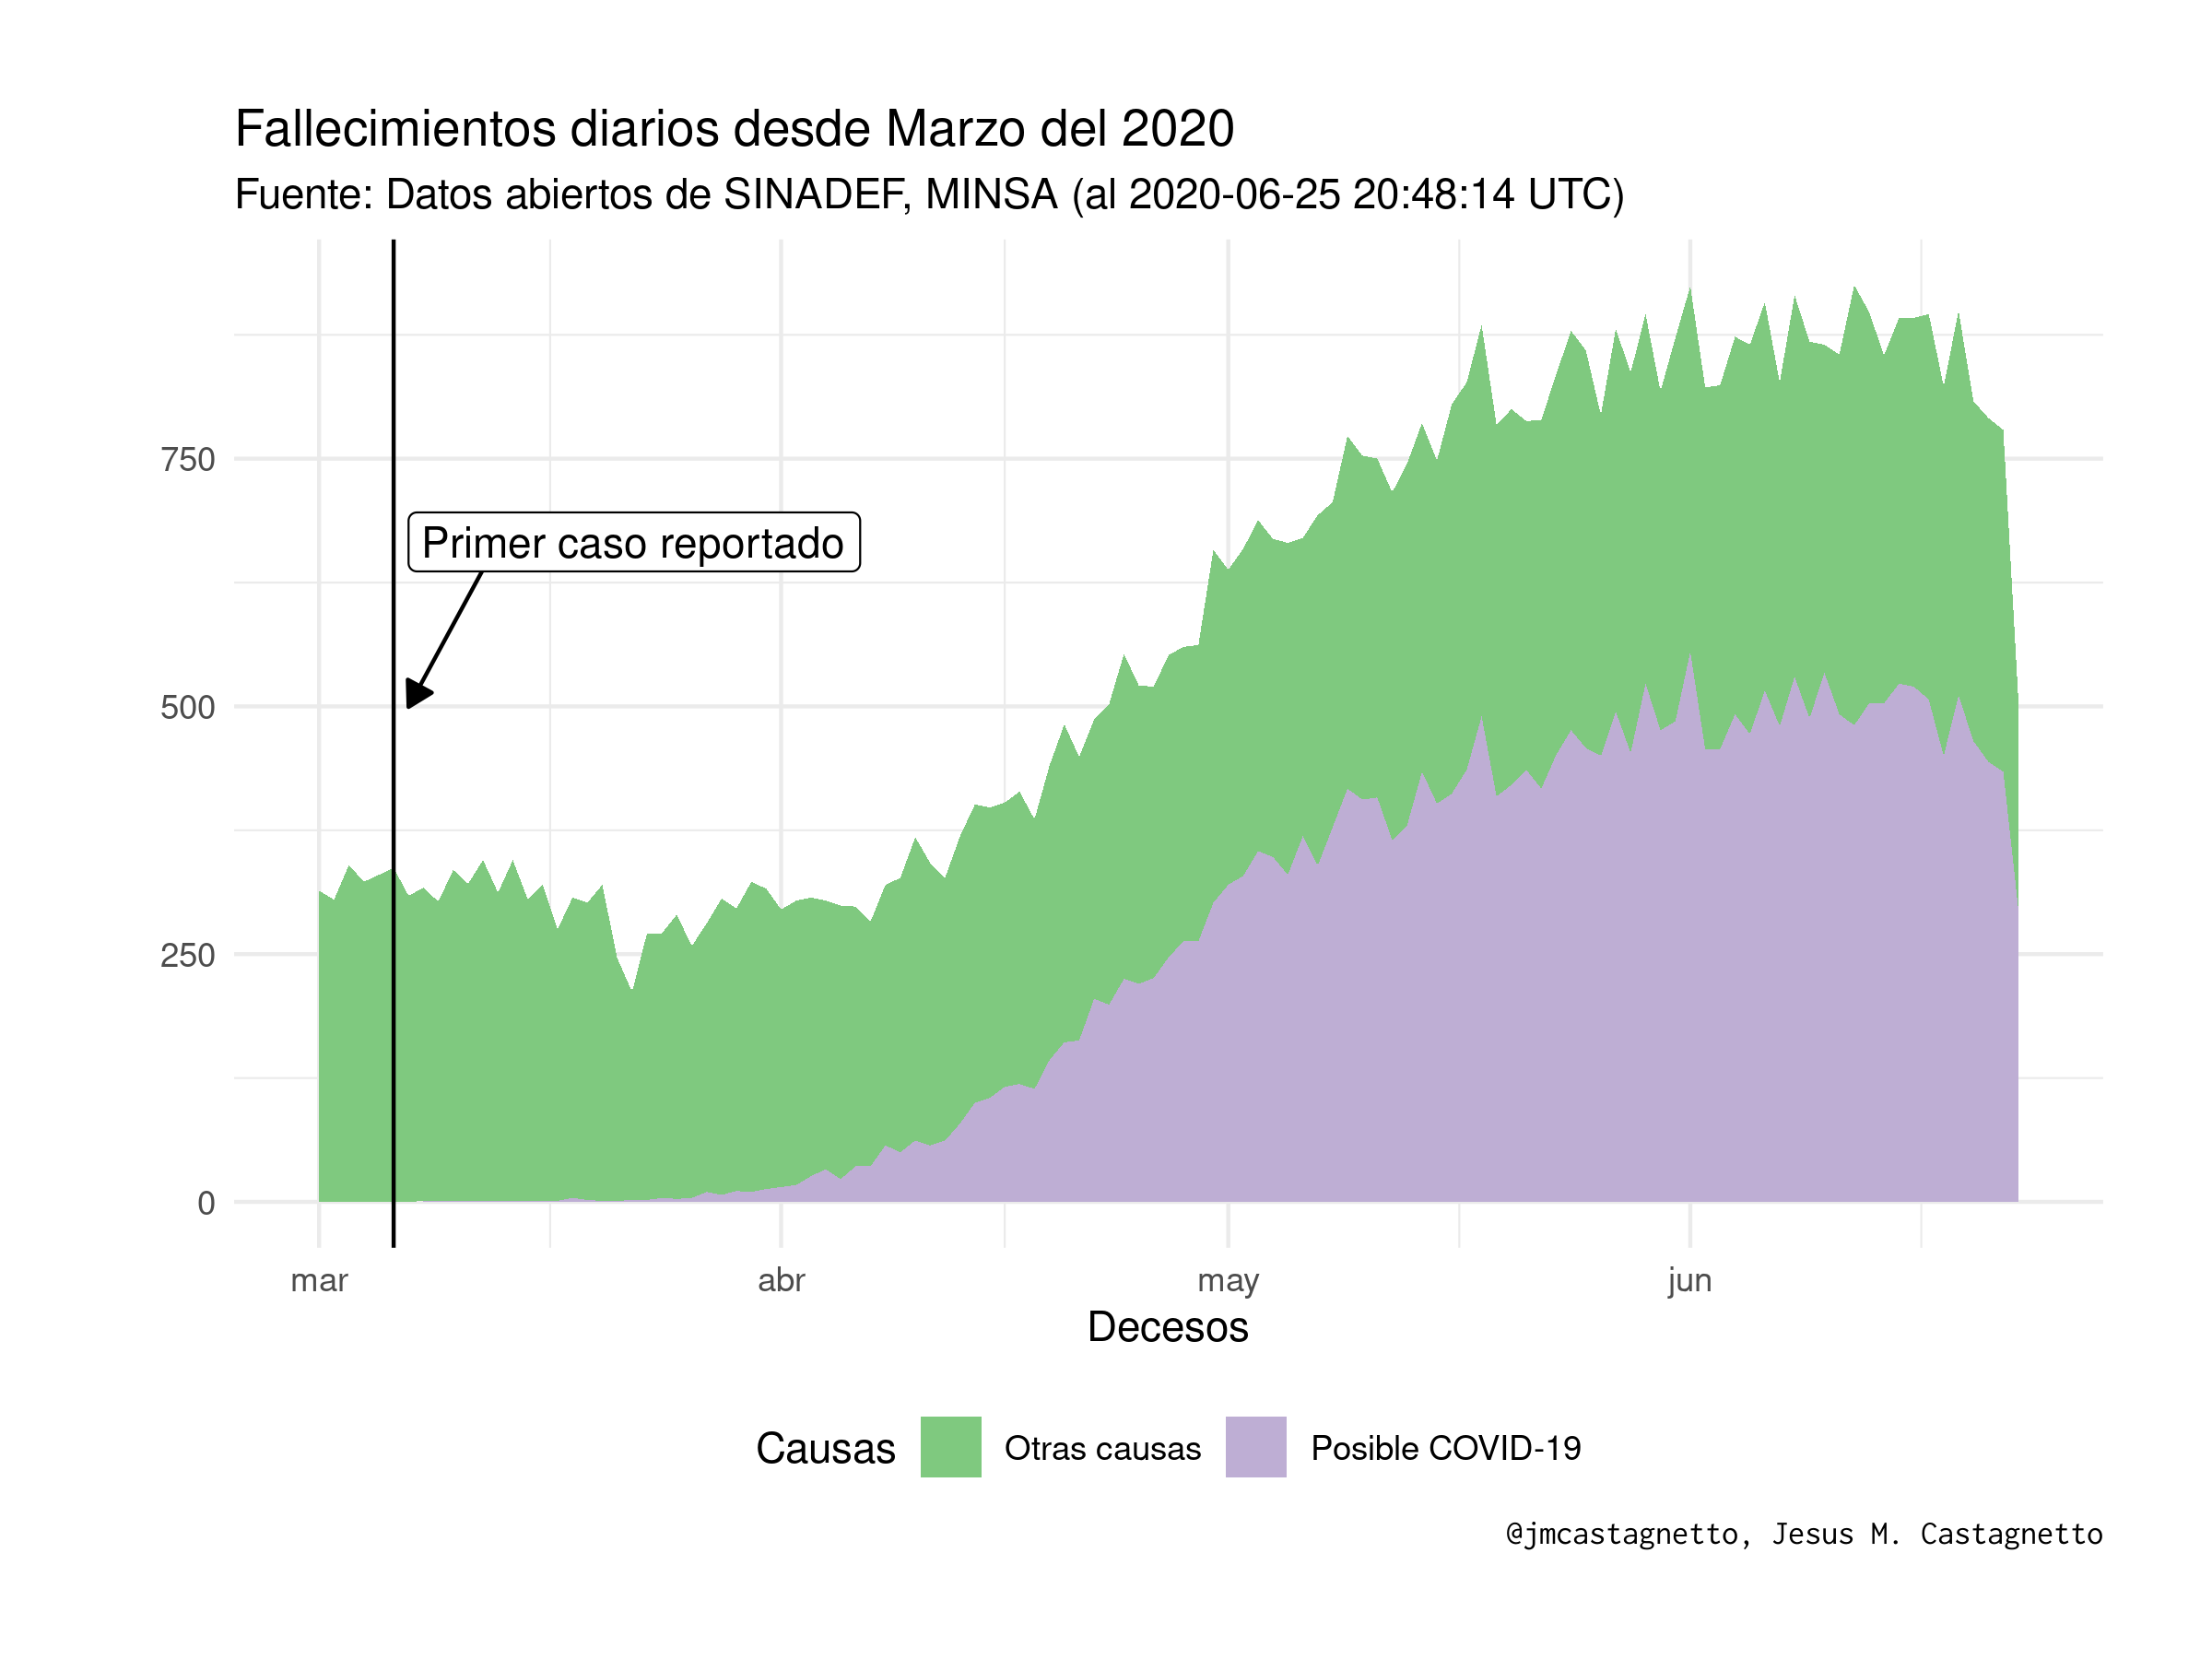 Fallecimientos diarios desde Marzo del 2020
Fuente: Datos abiertos de SINADEF, MINSA (al 2020-06-25 20:48:14 UTC)
750
Primer caso reportado
500
250
0
mar abr may jun
Decesos
Causas Otras causas Posible COVID-19
@jmcastagnetto, Jesus M. Castagnetto